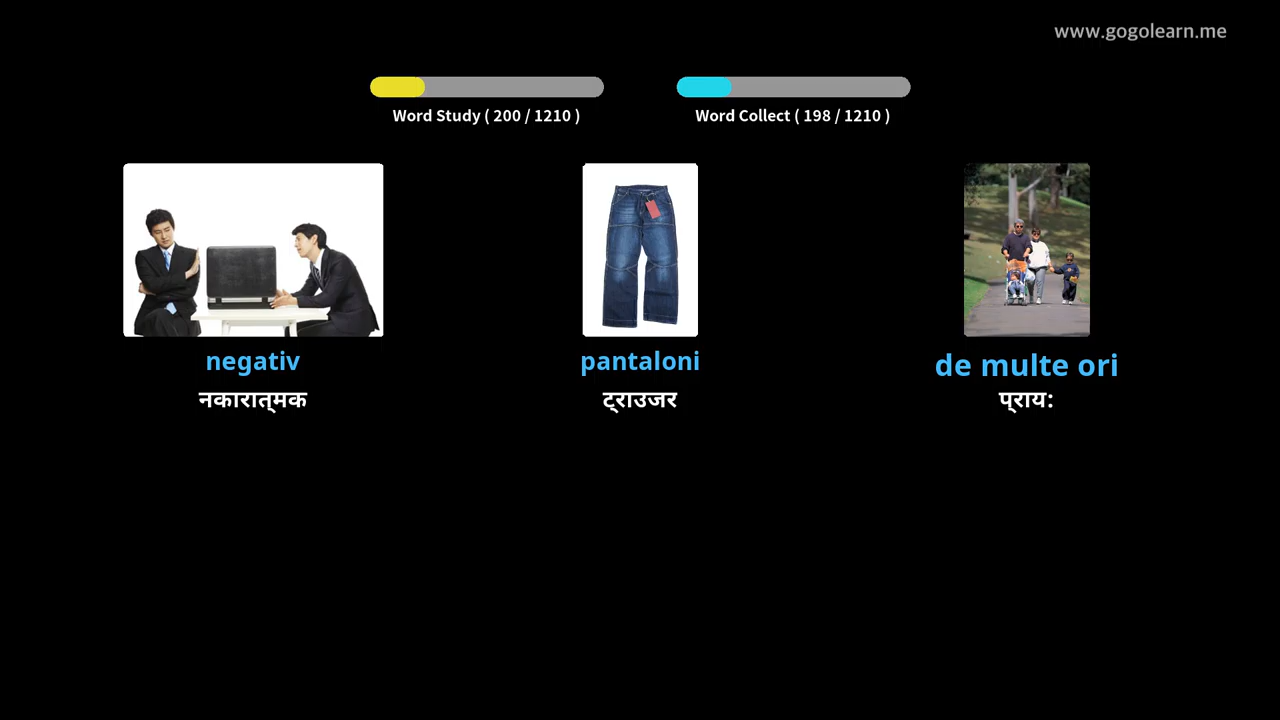 www.gogolearn.me
Word Study ( 200 / 1210 )
Word Collect ( 198 / 1210 )
negativ
pantaloni
de multe ori
नकारात्मक
ट्राउजर
प्राय: